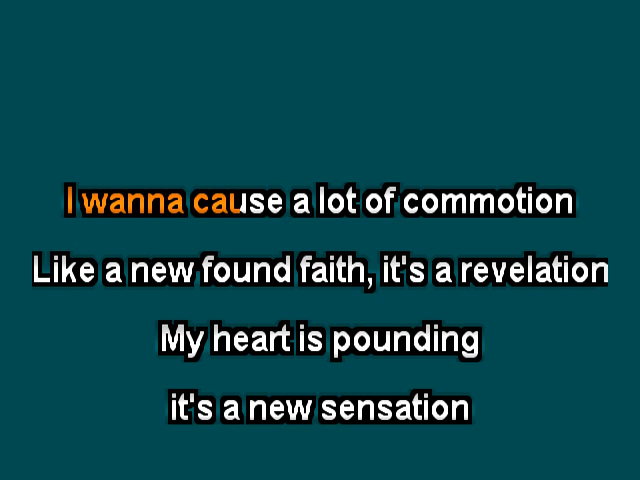 I wanna cause a lot of commotion
Like a new found faith, it's a revelation
My heart is pounding
it's a new sensation